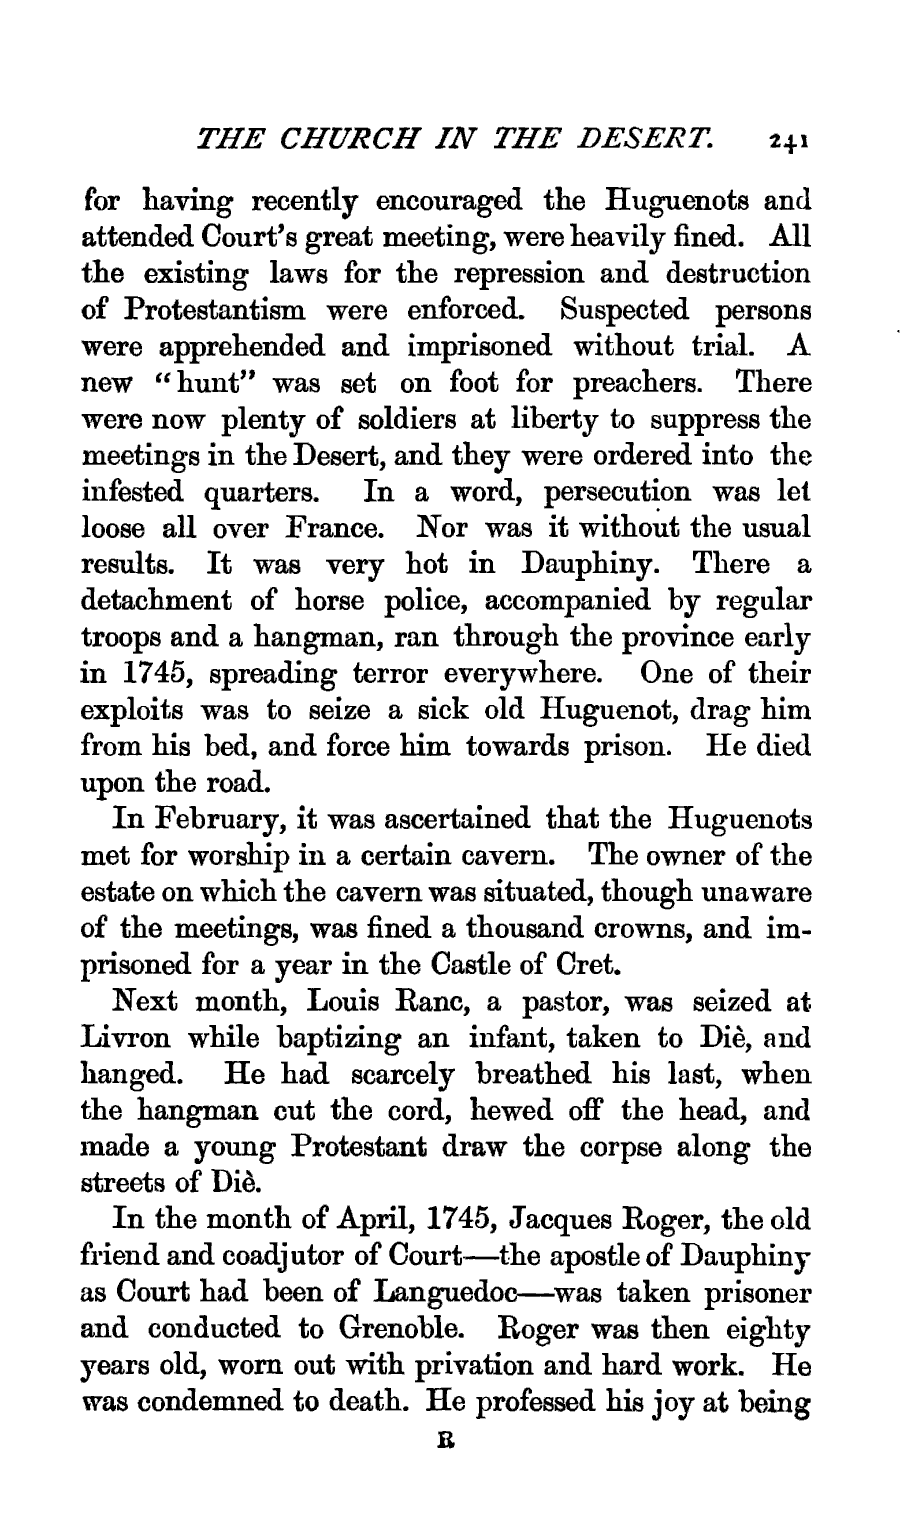 THE CHURCH IN THE DESERT. 241
for having recently encouraged the Huguenots and
attended Court's great meeting, were heavily fined. All
the existing laws for the repression and destruction
of Protestantism were enforced. Suspected persons
were apprehended and imprisoned without trial. A
new “hunt” was set on foot for preachers. There
were now plenty of soldiers at liberty to suppress the
meetings in the Desert, and they were ordered into the
infested quarters. In a word, persecution was let
loose all over France. Nor was it without the usual
results. It was very hot in Dauphiny. There a
detachment of horse police, accompanied by regular
troops and a hangman, ran through the province early
in 1745, spreading terror everywhere. One of their
exploits was to seize a sick old Huguenot, drag him
from his bed, and force him towards prison. He died
upon the road.
In February, it was ascertained that the Huguenots
met for worship in a certain cavern. The owner of the
estate on which the cavern was situated, though unaware
of the meetings, was fined a thousand crowns, and im-
prisoned for a year in the Castle of Cret.
Next month, Louis Ranc, a pastor, was seized at
Livron while baptizing an infant, taken to Diè, and
hanged. He had scarcely breathed his last, when
the hangman cut the cord, hewed off the head, and
made a young Protestant draw the corpse along the
streets of Diè.
In the month of April, 1745, Jacques Roger, the old
friend and coadjutor of Court—the apostle of Dauphiny
as Court had been of Languedoc—was taken prisoner
and conducted to Grenoble. Roger was then eighty
years old, worn out with privation and hard work. He
was condemned to death. He professed his joy at being
R